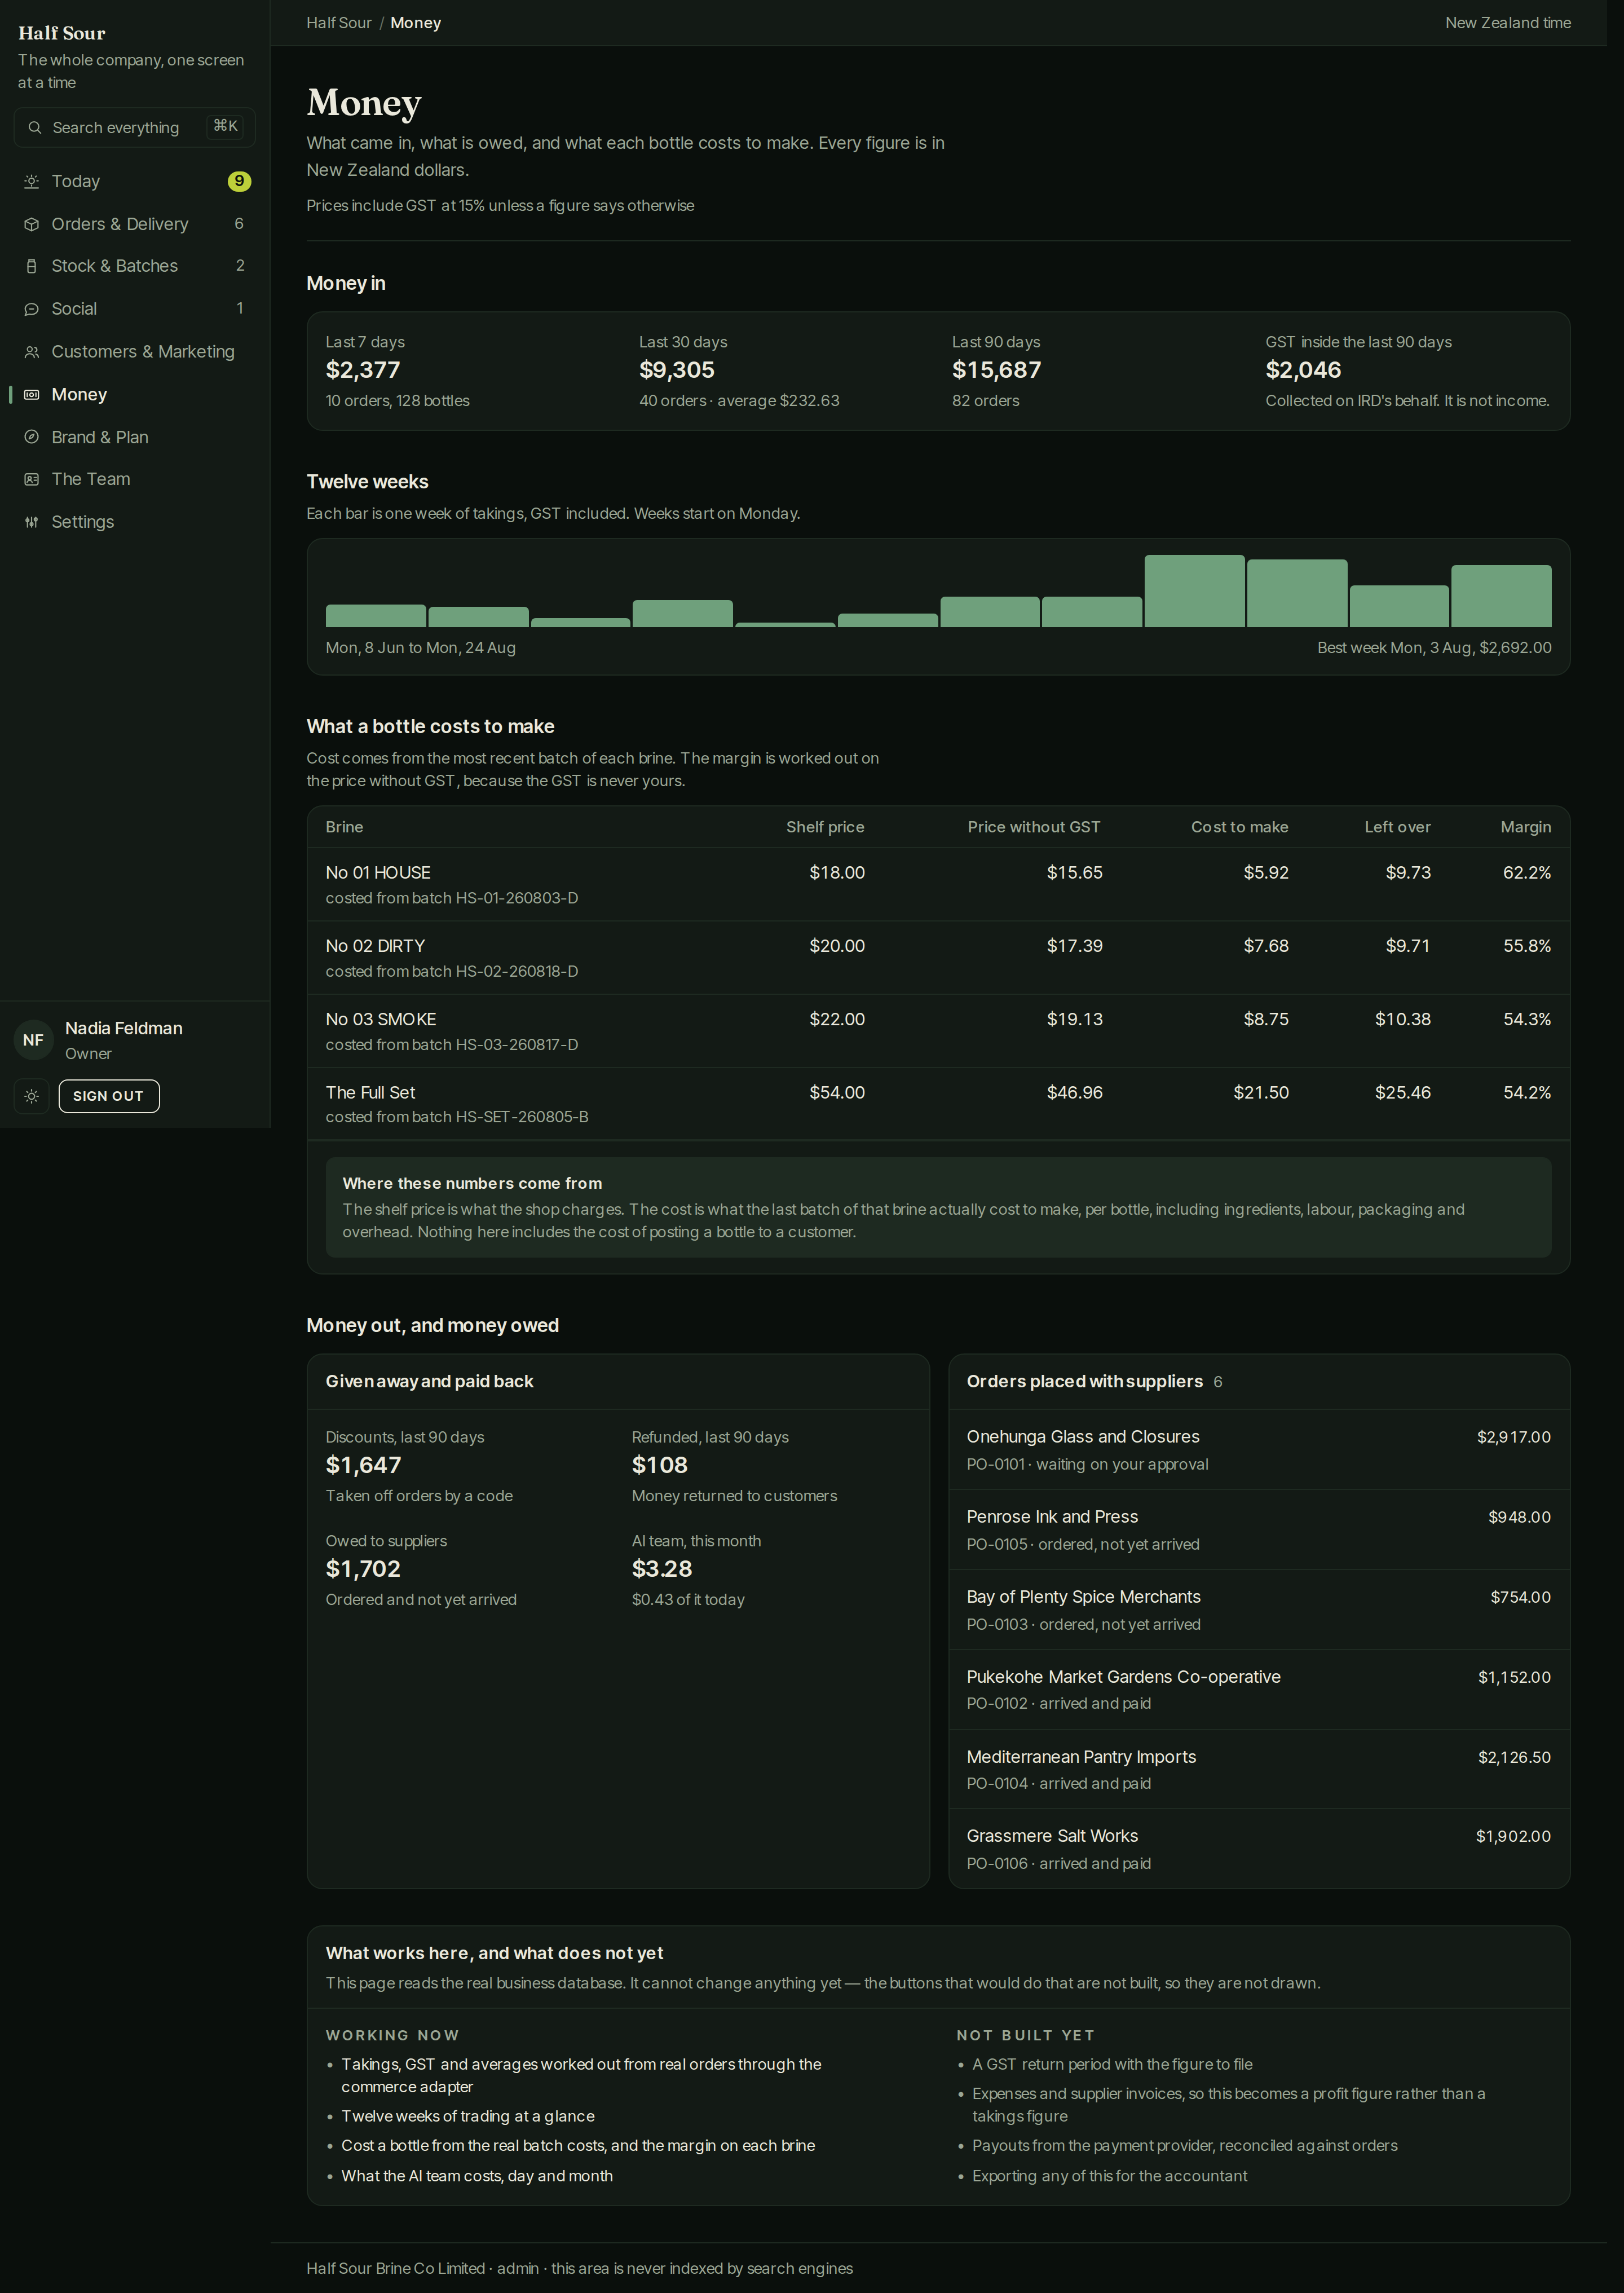 Half Sour
The whole company, one screen
at a time
Search everything ⌘K
Today 9
Orders & Delivery 6
Stock & Batches 2
Social 1
Customers & Marketing
Money
Brand & Plan
The Team
Settings
NF
Nadia Feldman
Owner
SIGN OUT
Half Sour / Money
New Zealand time
Money
What came in, what is owed, and what each bottle costs to make. Every figure is in
New Zealand dollars.
Prices include GST at 15% unless a figure says otherwise
Money in
Last 7 days
$2,377
10 orders, 128 bottles
Last 30 days
$9,305
40 orders · average $232.63
Last 90 days
$15,687
82 orders
GST inside the last 90 days
$2,046
Collected on IRD's behalf. It is not income.
Twelve weeks
Each bar is one week of takings, GST included. Weeks start on Monday.
Mon, 8 Jun to Mon, 24 Aug
Best week Mon, 3 Aug, $2,692.00
What a bottle costs to make
Cost comes from the most recent batch of each brine. The margin is worked out on
the price without GST, because the GST is never yours.
Brine Shelf price Price without GST Cost to make Left over Margin
No 01 HOUSE $18.00 $15.65 $5.92 $9.73 62.2%
costed from batch HS-01-260803-D
No 02 DIRTY $20.00 $17.39 $7.68 $9.71 55.8%
costed from batch HS-02-260818-D
No 03 SMOKE $22.00 $19.13 $8.75 $10.38 54.3%
costed from batch HS-03-260817-D
The Full Set $54.00 $46.96 $21.50 $25.46 54.2%
costed from batch HS-SET-260805-B
Where these numbers come from
The shelf price is what the shop charges. The cost is what the last batch of that brine actually cost to make, per bottle, including ingredients, labour, packaging and
overhead. Nothing here includes the cost of posting a bottle to a customer.
Money out, and money owed
Given away and paid back
Discounts, last 90 days
$1,647
Taken off orders by a code
Refunded, last 90 days
$108
Money returned to customers
Owed to suppliers
$1,702
Ordered and not yet arrived
AI team, this month
$3.28
$0.43 of it today
Orders placed with suppliers 6
Onehunga Glass and Closures $2,917.00
PO-0101 · waiting on your approval
Penrose Ink and Press $948.00
PO-0105 · ordered, not yet arrived
Bay of Plenty Spice Merchants $754.00
PO-0103 · ordered, not yet arrived
Pukekohe Market Gardens Co-operative $1,152.00
PO-0102 · arrived and paid
Mediterranean Pantry Imports $2,126.50
PO-0104 · arrived and paid
Grassmere Salt Works $1,902.00
PO-0106 · arrived and paid
What works here, and what does not yet
This page reads the real business database. It cannot change anything yet — the buttons that would do that are not built, so they are not drawn.
WORKING NOW
• Takings, GST and averages worked out from real orders through the
commerce adapter
• Twelve weeks of trading at a glance
• Cost a bottle from the real batch costs, and the margin on each brine
• What the AI team costs, day and month
NOT BUILT YET
• A GST return period with the figure to file
• Expenses and supplier invoices, so this becomes a profit figure rather than a
takings figure
• Payouts from the payment provider, reconciled against orders
• Exporting any of this for the accountant
Half Sour Brine Co Limited · admin · this area is never indexed by search engines